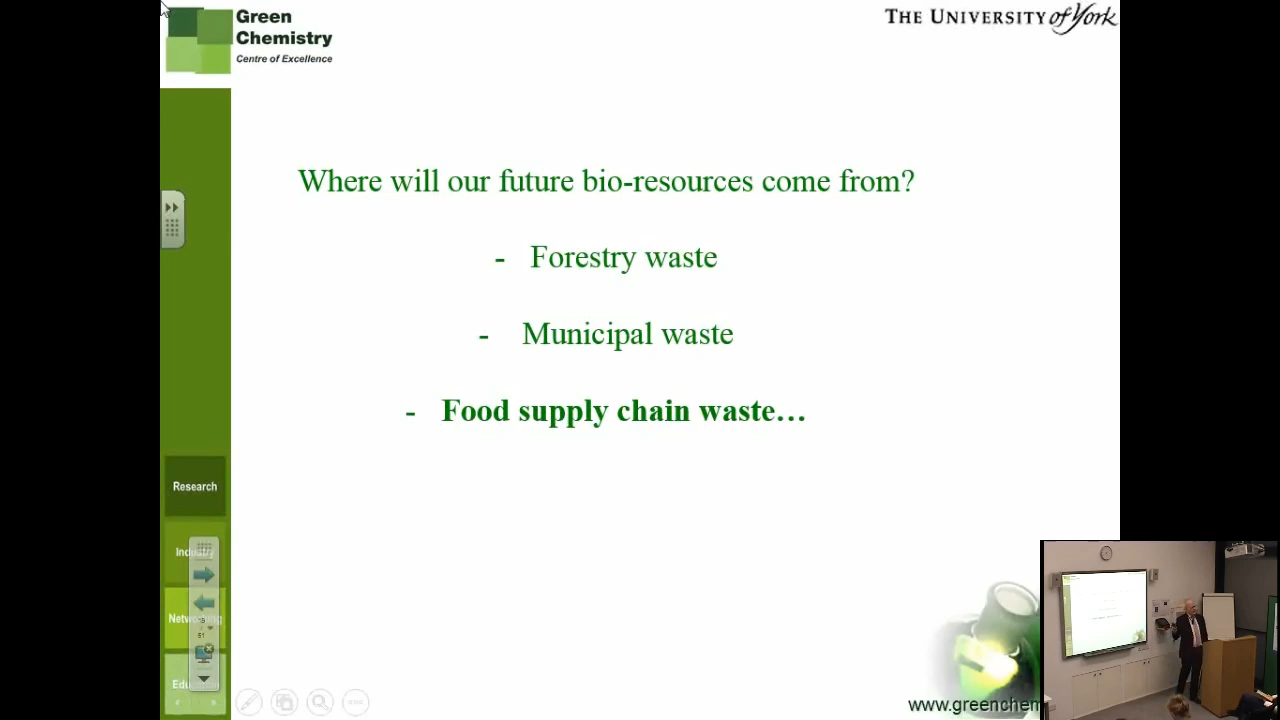 Green
Chemistry
Centre of Excellence
THE UNIVERSITY of York
Where will our future bio-resources come from?
- Forestry waste
- Municipal waste
- Food supply chain waste…
Research
www.greenchem